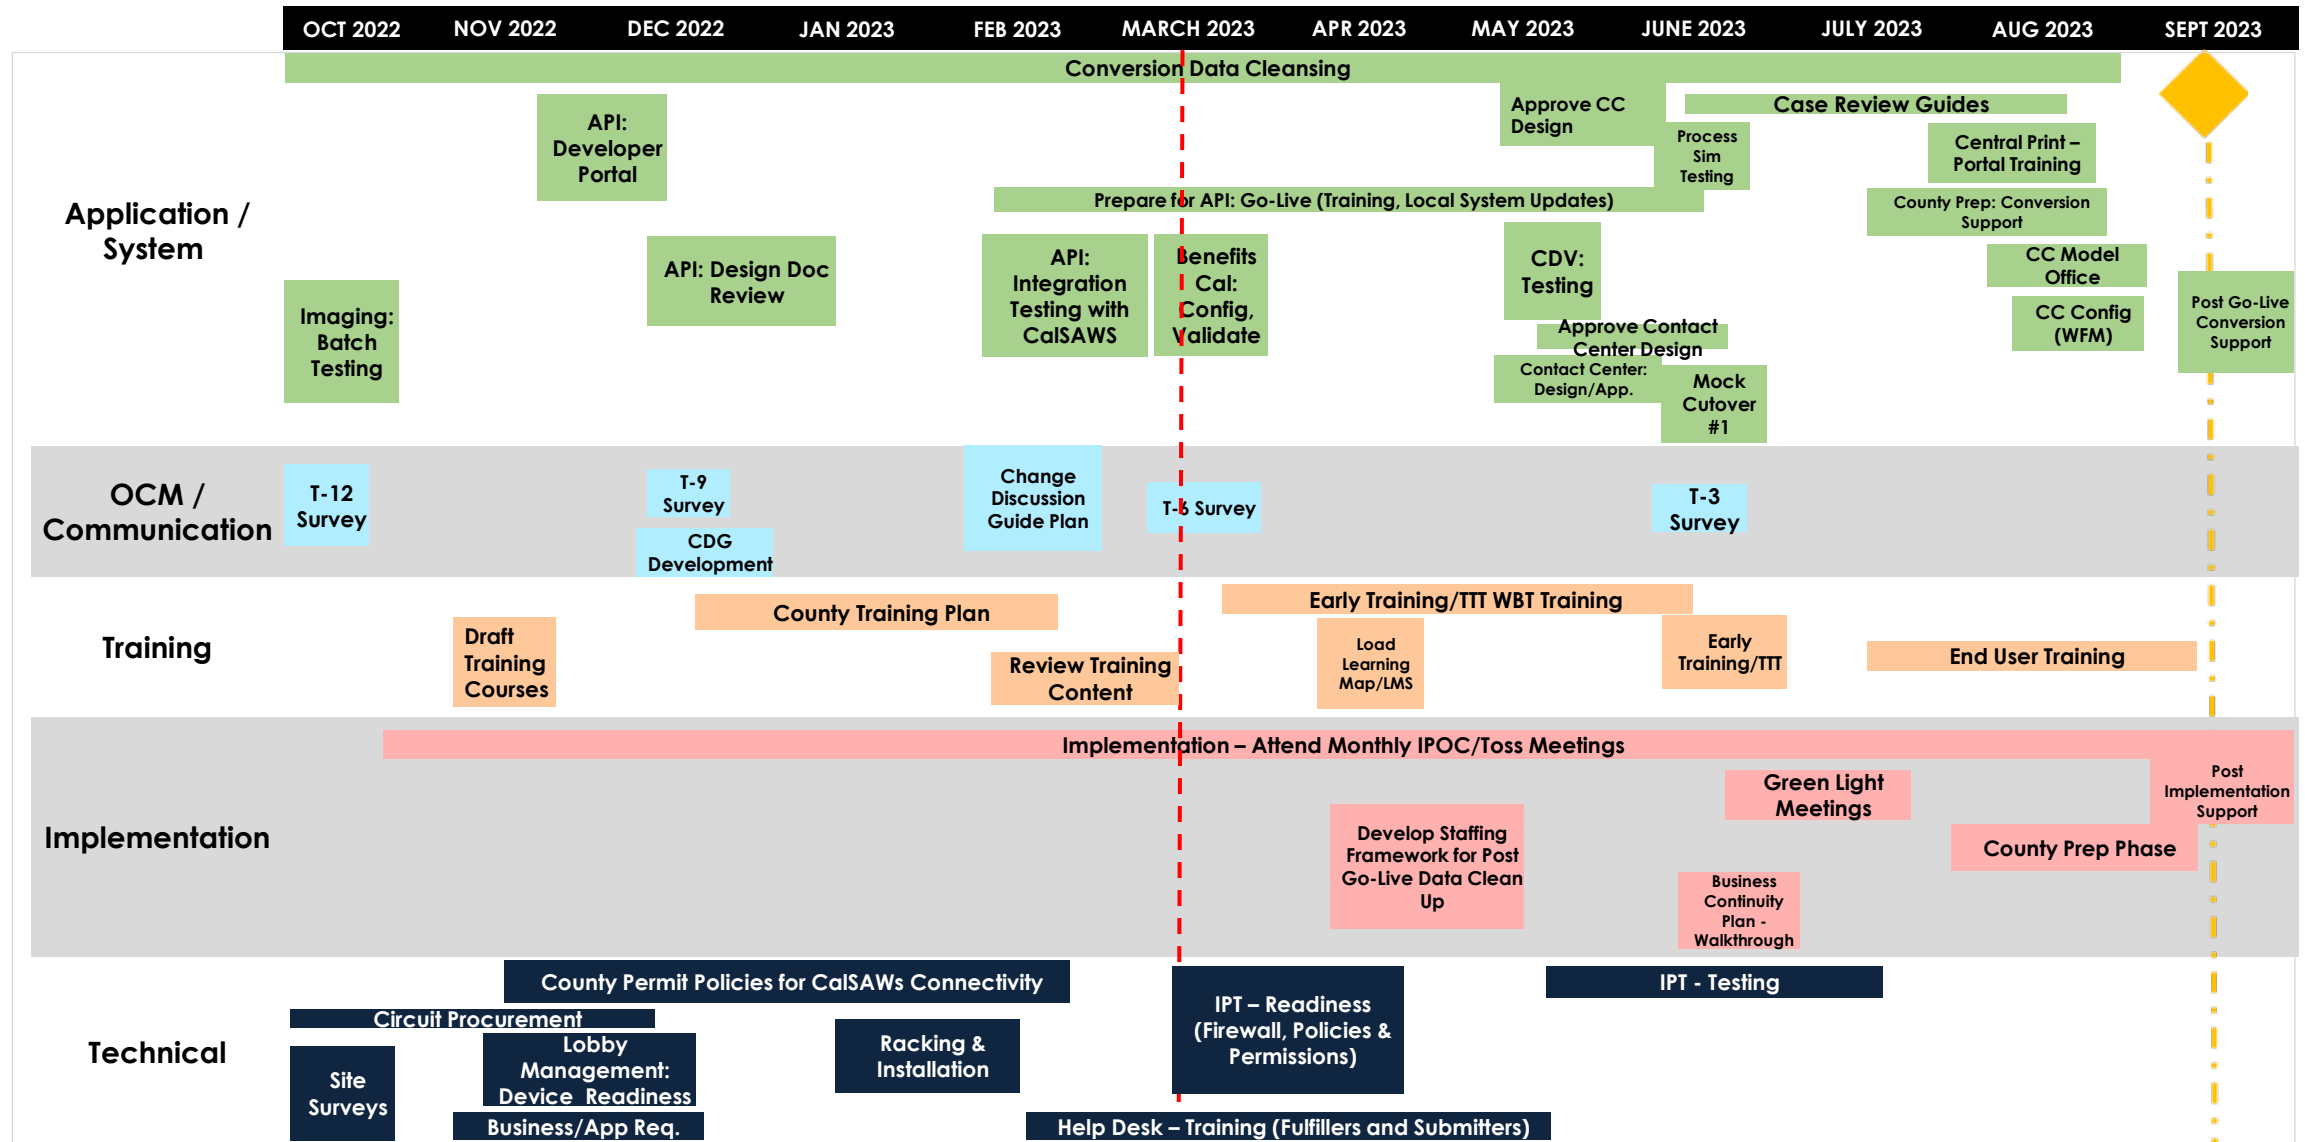 OCT 2022
NOV 2022
DEC 2022
JAN 2023
FEB 2023
MARCH 2023
APR 2023
MAY 2023
JUNE 2023
JULY 2023
AUG 2023
SEPT 2023
Application /
System
Conversion Data Cleansing
API:
Developer
Portal
Approve CC
Design
Case Review Guides
Process
Sim
Testing
Central Print –
Portal Training
Prepare for API: Go-Live (Training, Local System Updates)
County Prep: Conversion
Support
API: Design Doc
Review
API:
Integration
Testing with
CalSAWS
Benefits
Cal:
Config,
Validate
CDV:
Testing
CC Model
Office
Imaging:
Batch
Testing
Approve Contact
Center Design
CC Config
(WFM)
Post Go-Live
Conversion
Support
Contact Center:
Design/App.
Mock
Cutover
#1
OCM /
Communication
T-12
Survey
T-9
Survey
CDG
Development
Change
Discussion
Guide Plan
T-6 Survey
T-3
Survey
Training
County Training Plan
Early Training/TTT WBT Training
Draft
Training
Courses
Review Training
Content
Load
Learning
Map/LMS
Early
Training/TTT
End User Training
Implementation
Implementation – Attend Monthly IPOC/Toss Meetings
Post
Implementation
Support
Green Light
Meetings
Develop Staffing
Framework for Post
Go-Live Data Clean
Up
County Prep Phase
Business
Continuity
Plan -
Walkthrough
Technical
County Permit Policies for CalSAWs Connectivity
IPT – Readiness
(Firewall, Policies &
Permissions)
IPT - Testing
Circuit Procurement
Lobby
Management:
Device Readiness
Racking &
Installation
Site
Surveys
Business/App Req.
Help Desk – Training (Fulfillers and Submitters)